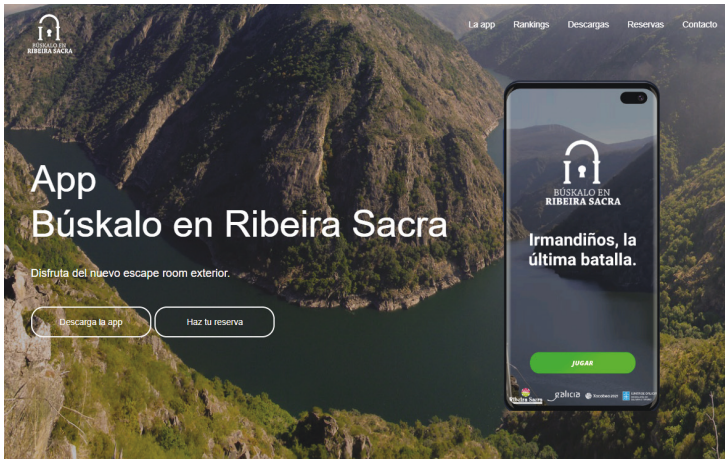 BÚSKALO EN
RIBEIRA SACRA
La app
Rankings
Descargas
Reservas
Contacto
App
Búskalo en Ribeira Sacra
Disfruta del nuevo escape room exterior.
Descarga la app
Haz tu reserva
BÚSKALO EN
RIBEIRA SACRA
Irmandiños, la
última batalla.
JUGAR
Ribeira Sacra
galicia